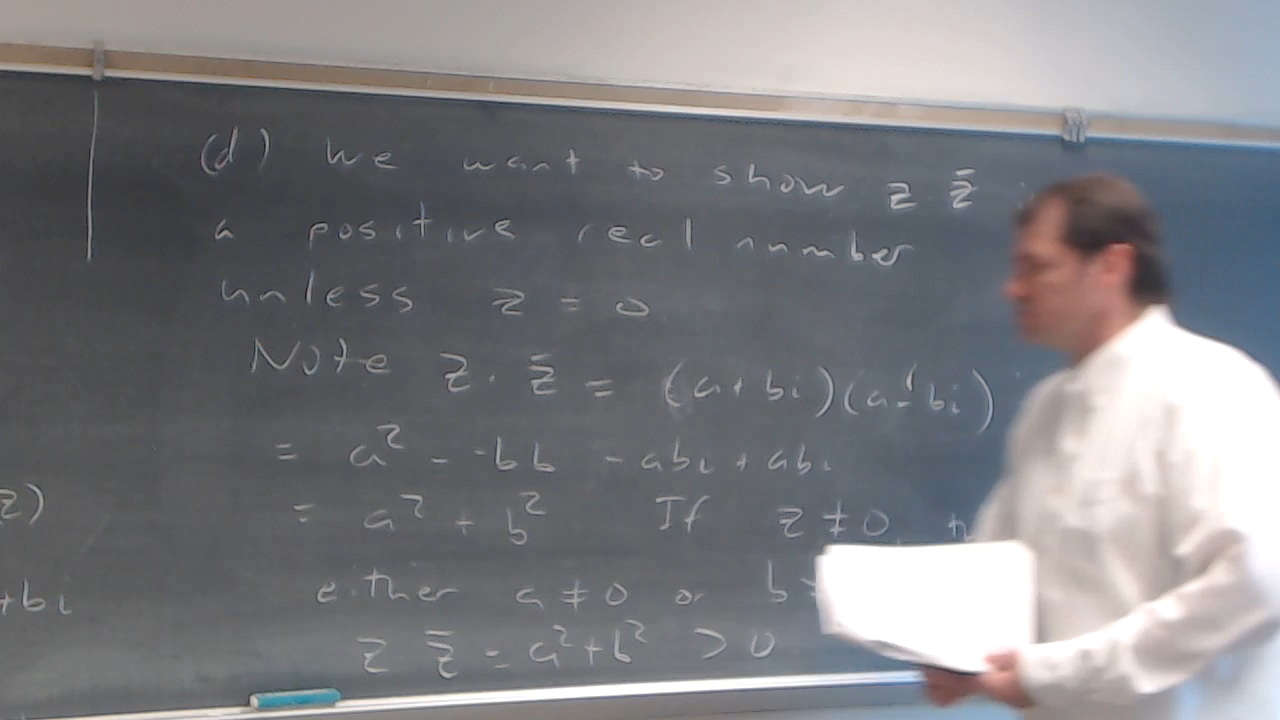 (d) We want to show z z̄
a positive real number
unless z = 0
Note z · z̄ = (a + bi)(a - bi)
= a² - -bb - abi + abi
= a² + b² If z ≠ 0
either a ≠ 0 or b
z z̄ = a² + b² > 0
z)
+bi